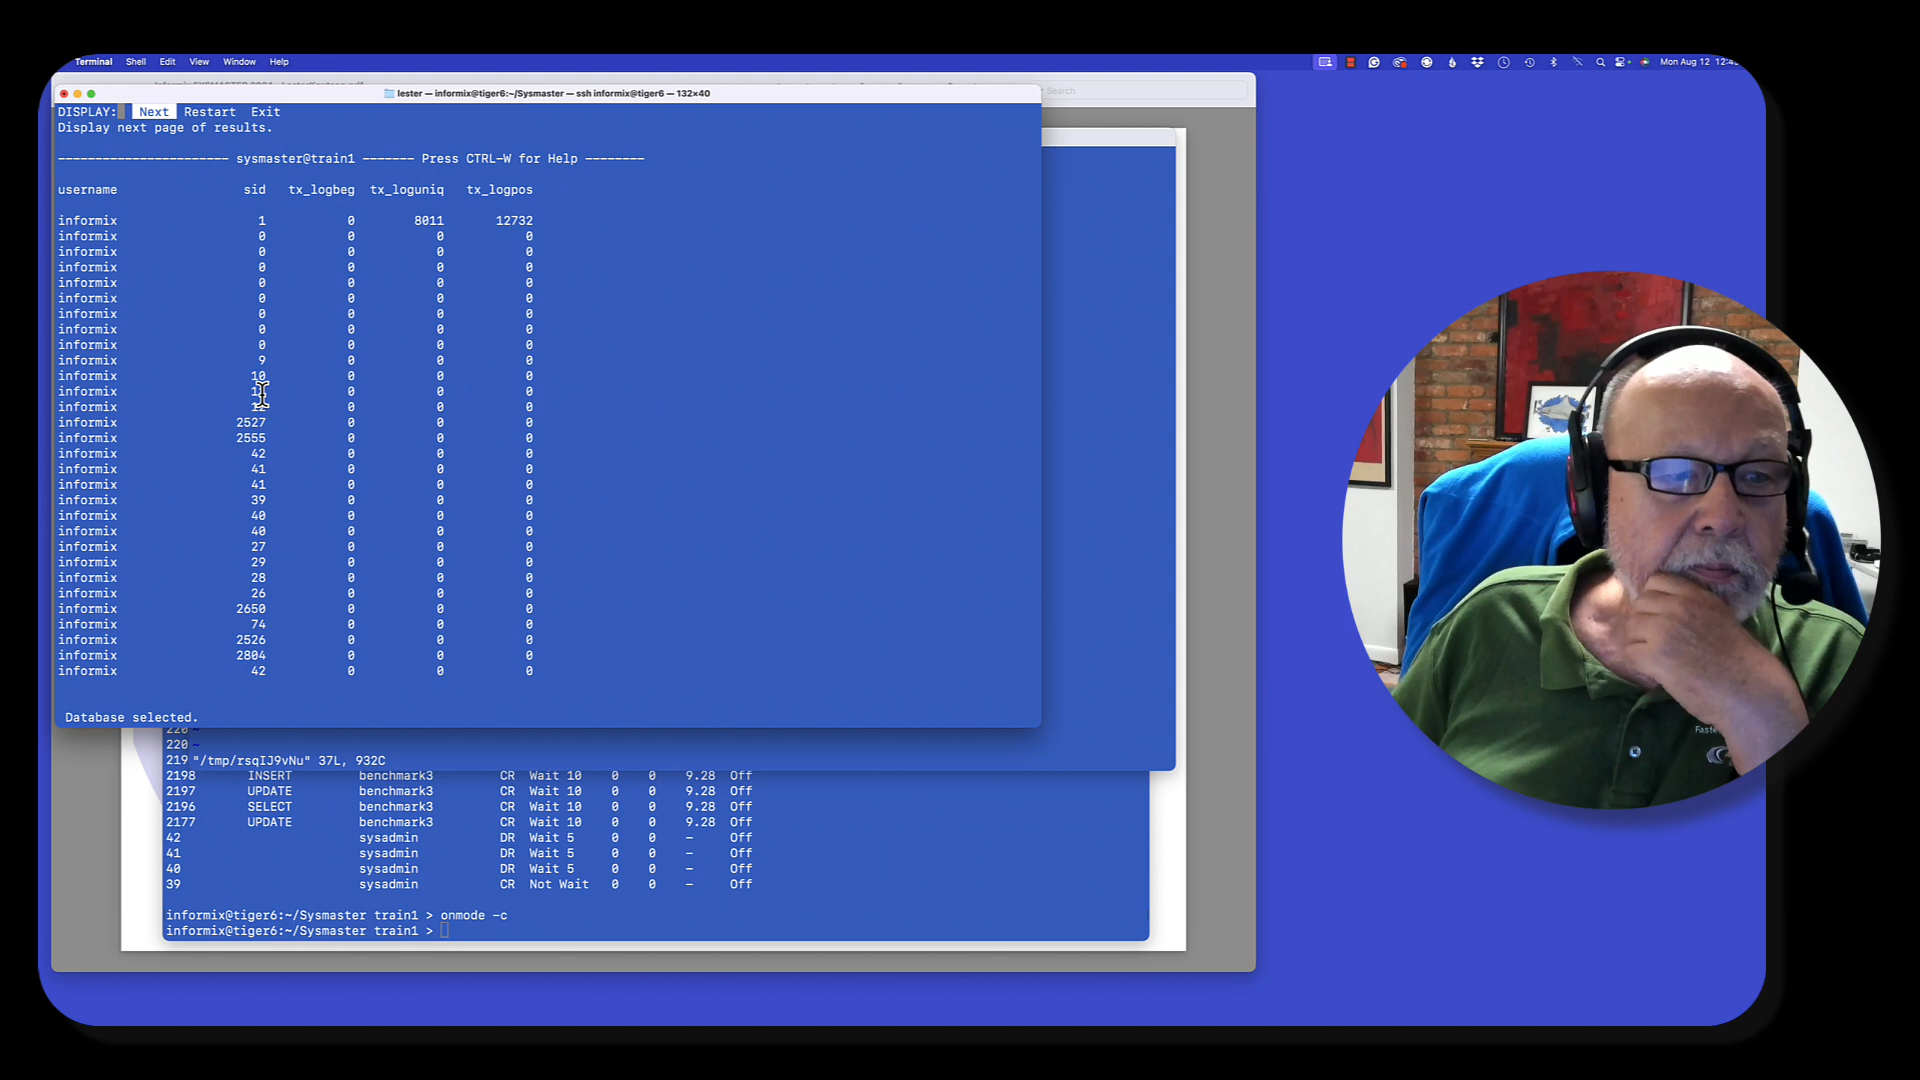 Terminal Shell Edit View Window Help
Mon Aug 12
Search
lester — informix@tiger6:~/Sysmaster — ssh informix@tiger6 — 132×40
DISPLAY: Next Restart Exit
Display next page of results.
----------------------- sysmaster@train1 ------- Press CTRL-W for Help --------
username sid tx_logbeg tx_loguniq tx_logpos
informix 1 0 8011 12732
informix 0 0 0 0
informix 0 0 0 0
informix 0 0 0 0
informix 0 0 0 0
informix 0 0 0 0
informix 0 0 0 0
informix 0 0 0 0
informix 0 0 0 0
informix 9 0 0 0
informix 10 0 0 0
informix 0 0 0
informix 0 0 0
informix 2527 0 0 0
informix 2555 0 0 0
informix 42 0 0 0
informix 41 0 0 0
informix 41 0 0 0
informix 39 0 0 0
informix 40 0 0 0
informix 40 0 0 0
informix 27 0 0 0
informix 29 0 0 0
informix 28 0 0 0
informix 26 0 0 0
informix 2650 0 0 0
informix 74 0 0 0
informix 2526 0 0 0
informix 2804 0 0 0
informix 42 0 0 0
Database selected.
220 ~
220 ~
219 "/tmp/rsqIJ9vNu" 37L, 932C
2198 INSERT benchmark3 CR Wait 10 0 0 9.28 Off
2197 UPDATE benchmark3 CR Wait 10 0 0 9.28 Off
2196 SELECT benchmark3 CR Wait 10 0 0 9.28 Off
2177 UPDATE benchmark3 CR Wait 10 0 0 9.28 Off
42 sysadmin DR Wait 5 0 0 - Off
41 sysadmin DR Wait 5 0 0 - Off
40 sysadmin DR Wait 5 0 0 - Off
39 sysadmin CR Not Wait 0 0 - Off
informix@tiger6:~/Sysmaster train1 > onmode -c
informix@tiger6:~/Sysmaster train1 >